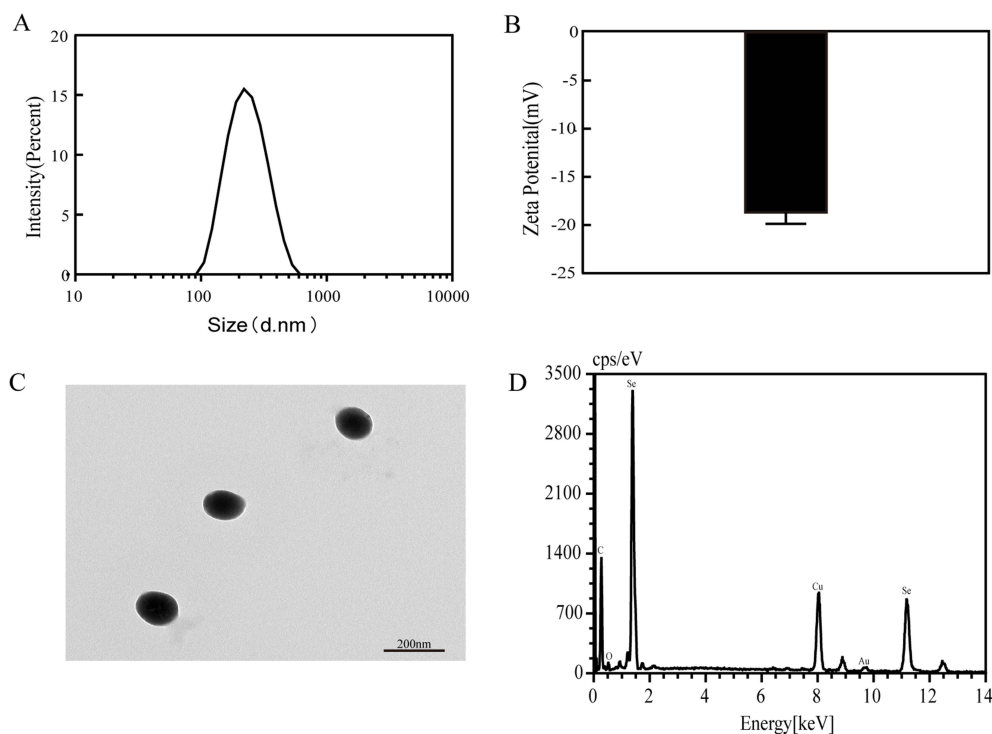 A
20
15
10
5
0
Intensity(Percent)
10
100
1000
10000
Size(d.nm)
B
0
-5
-10
-15
-20
-25
Zeta Potenital(mV)
C
200nm
D
cps/eV
3500
2800
2100
1400
700
0
Se
C
O
Cu
Au
Se
0
2
4
6
8
10
12
14
Energy[keV]